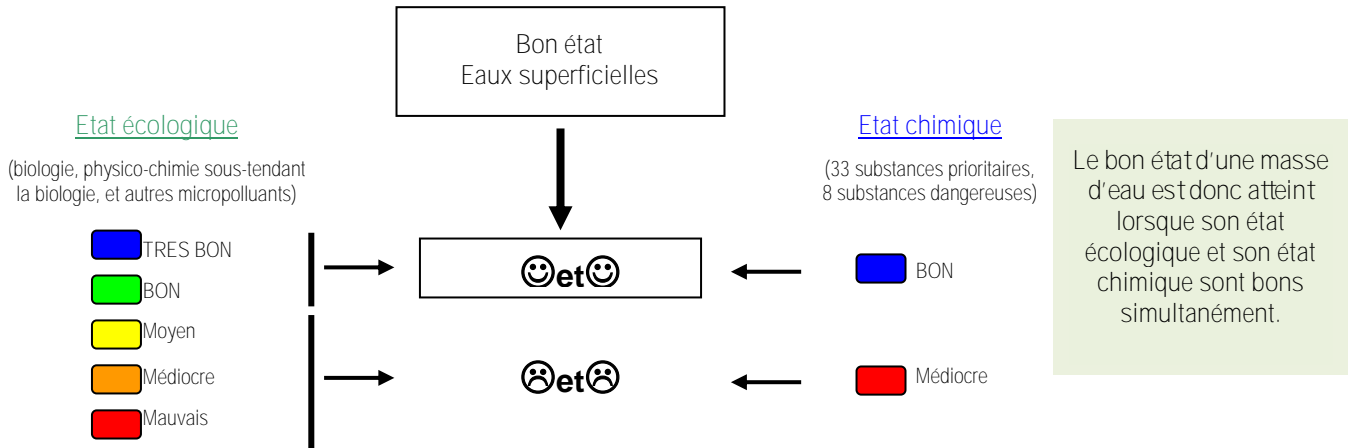 Bon état
Eaux superficielles
Etat écologique
(biologie, physico-chimie sous-tendant
la biologie, et autres micropolluants)
TRES BON
BON
Moyen
Médiocre
Mauvais
☺et☺
☹et☹
Etat chimique
(33 substances prioritaires,
8 substances dangereuses)
BON
Médiocre
Le bon état d'une masse
d'eau est donc atteint
lorsque son état
écologique et son état
chimique sont bons
simultanément.